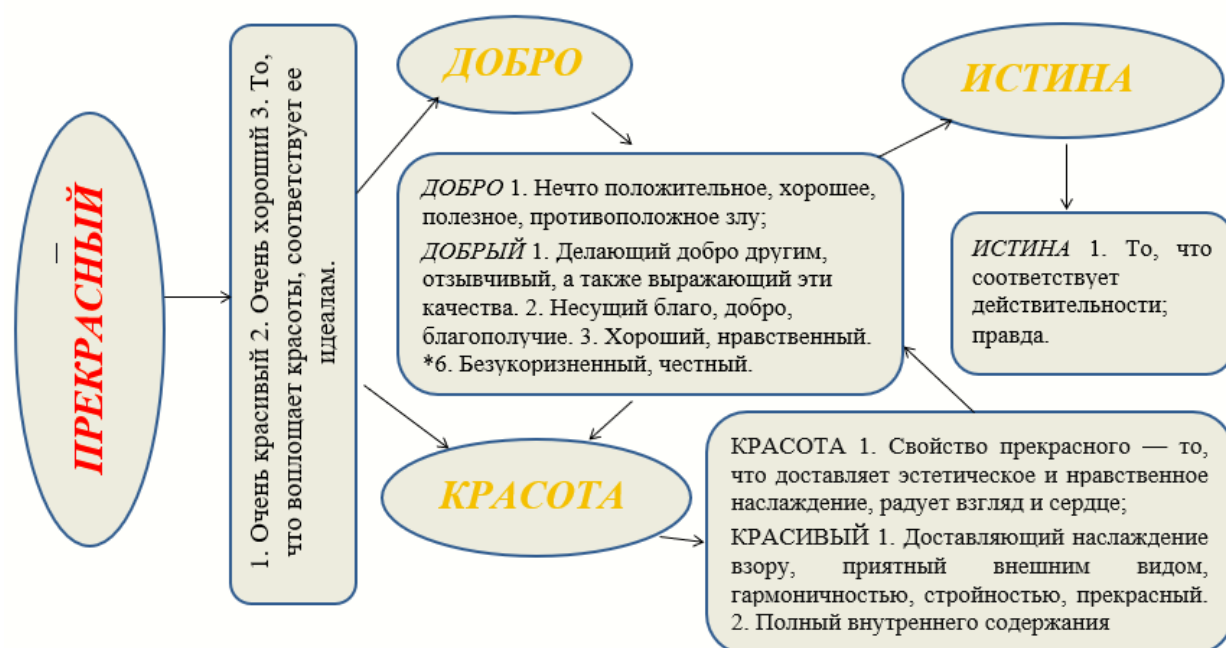 ПРЕКРАСНЫЙ
–
1. Очень красивый 2. Очень хороший 3. То,
что воплощает красоты, соответствует ее
идеалам.
ДОБРО
ДОБРО 1. Нечто положительное, хорошее,
полезное, противоположное злу;
ДОБРЫЙ 1. Делающий добро другим,
отзывчивый, а также выражающий эти
качества. 2. Несущий благо, добро,
благополучие. 3. Хороший, нравственный.
*6. Безукоризненный, честный.
ИСТИНА
ИСТИНА 1. То, что
соответствует
действительности;
правда.
КРАСОТА
КРАСОТА 1. Свойство прекрасного — то,
что доставляет эстетическое и нравственное
наслаждение, радует взгляд и сердце;
КРАСИВЫЙ 1. Доставляющий наслаждение
взору, приятный внешним видом,
гармоничностью, стройностью, прекрасный.
2. Полный внутреннего содержания